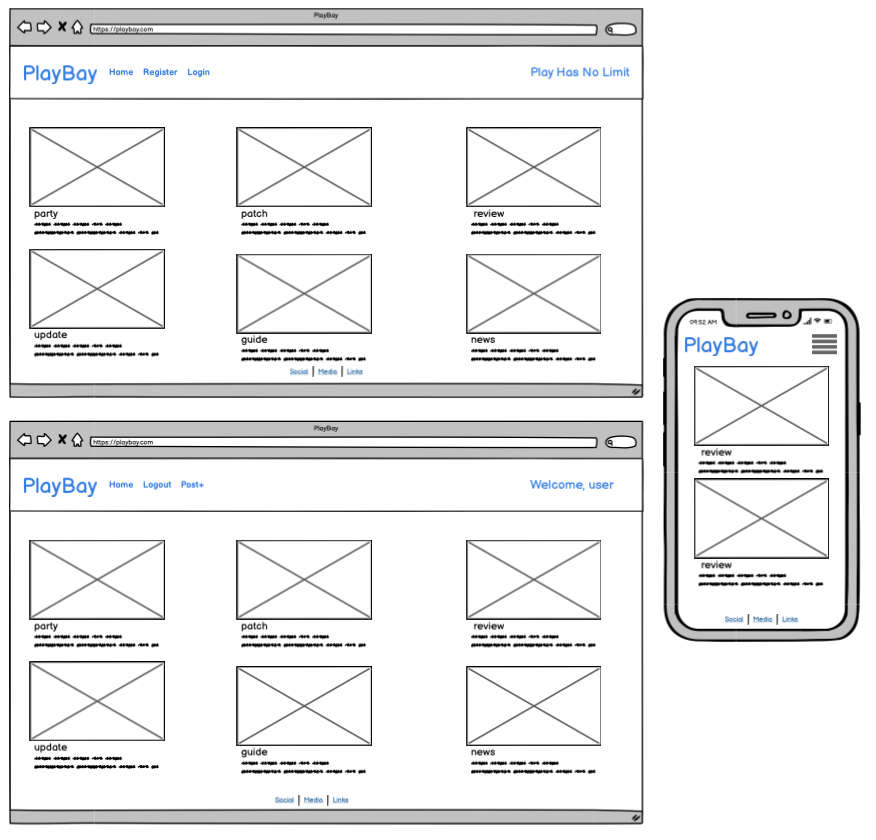 PlayBay
https://playbay.com
PlayBay Home Register Login Play Has No Limit
party patch review
update
guide news
Social | Media | Links
PlayBay
https://playbay.com
PlayBay Home Logout Post+ Welcome, user
party patch review
update
guide news
Social | Media | Links
09:52 AM
PlayBay
review
review
Social | Media | Links